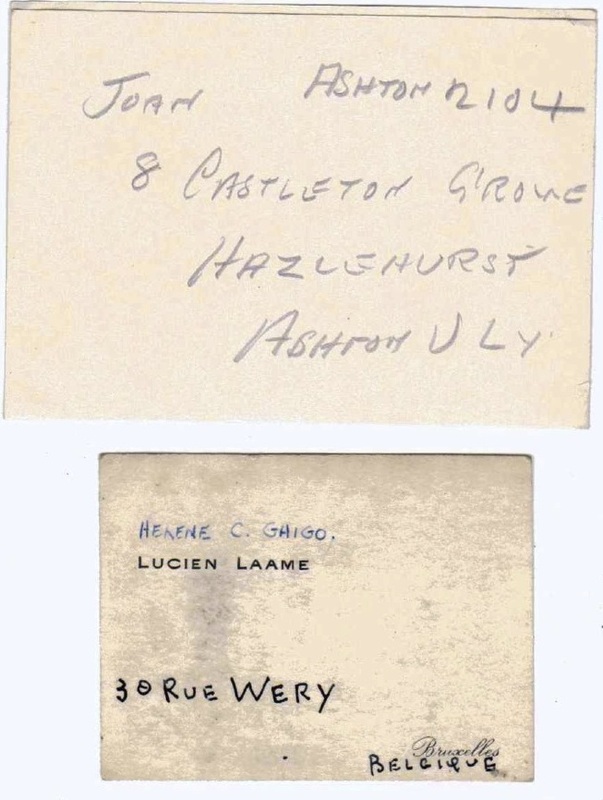 JOAN ASHTON 2104
8 CASTLETON GROVE
HAZLEHURST
ASHTON U LY
HELENE C. GHIGO.
LUCIEN LAAME
30 RUE WERY
Bruxelles
BELGIQUE